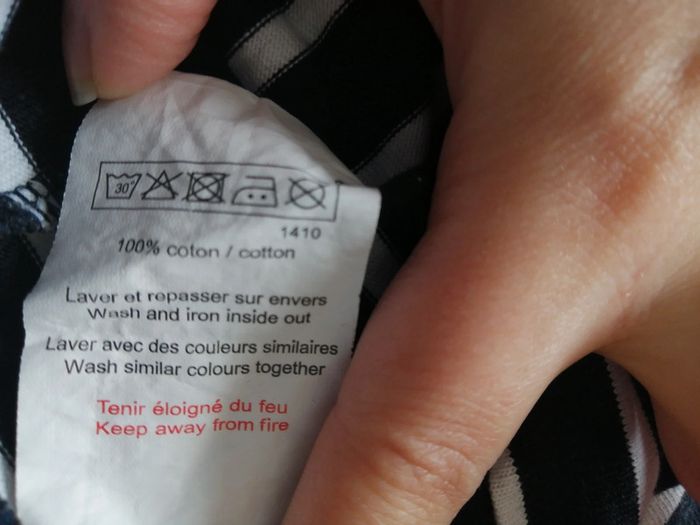 30°
1410
100% coton / cotton
Laver et repasser sur envers
Wash and iron inside out
Laver avec des couleurs similaires
Wash similar colours together
Tenir éloigné du feu
Keep away from fire